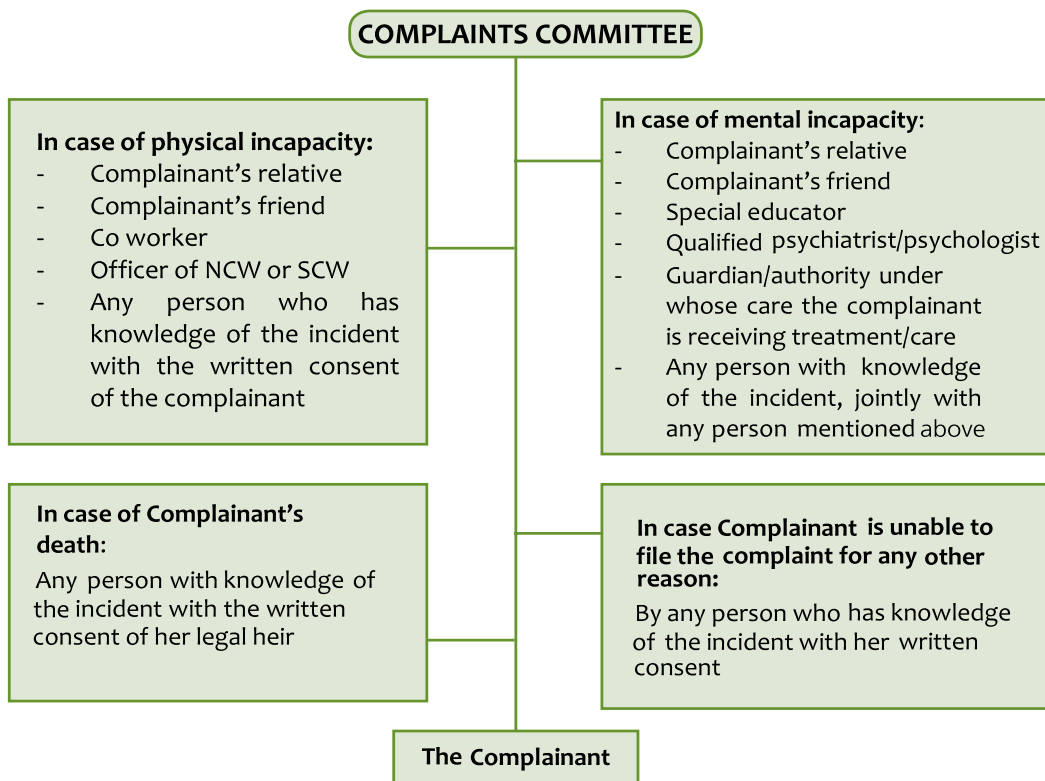 COMPLAINTS COMMITTEE
In case of physical incapacity:
- Complainant’s relative
- Complainant’s friend
- Co worker
- Officer of NCW or SCW
- Any person who has
knowledge of the incident
with the written consent
of the complainant
In case of mental incapacity:
- Complainant’s relative
- Complainant’s friend
- Special educator
- Qualified psychiatrist/psychologist
- Guardian/authority under
whose care the complainant
is receiving treatment/care
- Any person with knowledge
of the incident, jointly with
any person mentioned above
In case of Complainant’s
death:
Any person with knowledge of
the incident with the written
consent of her legal heir
In case Complainant is unable to
file the complaint for any other
reason:
By any person who has knowledge
of the incident with her written
consent
The Complainant